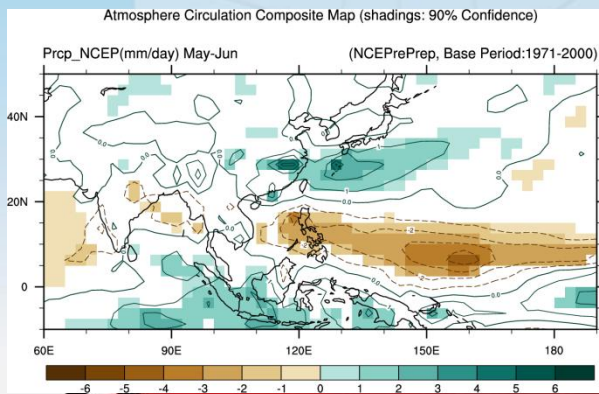 Atmosphere Circulation Composite Map (shadings: 90% Confidence)
Prcp_NCEP(mm/day) May-Jun (NCEPrePrep, Base Period:1971-2000)
40N
20N
0
60E 90E 120E 150E 180
-6 -5 -4 -3 -2 -1 0 1 2 3 4 5 6